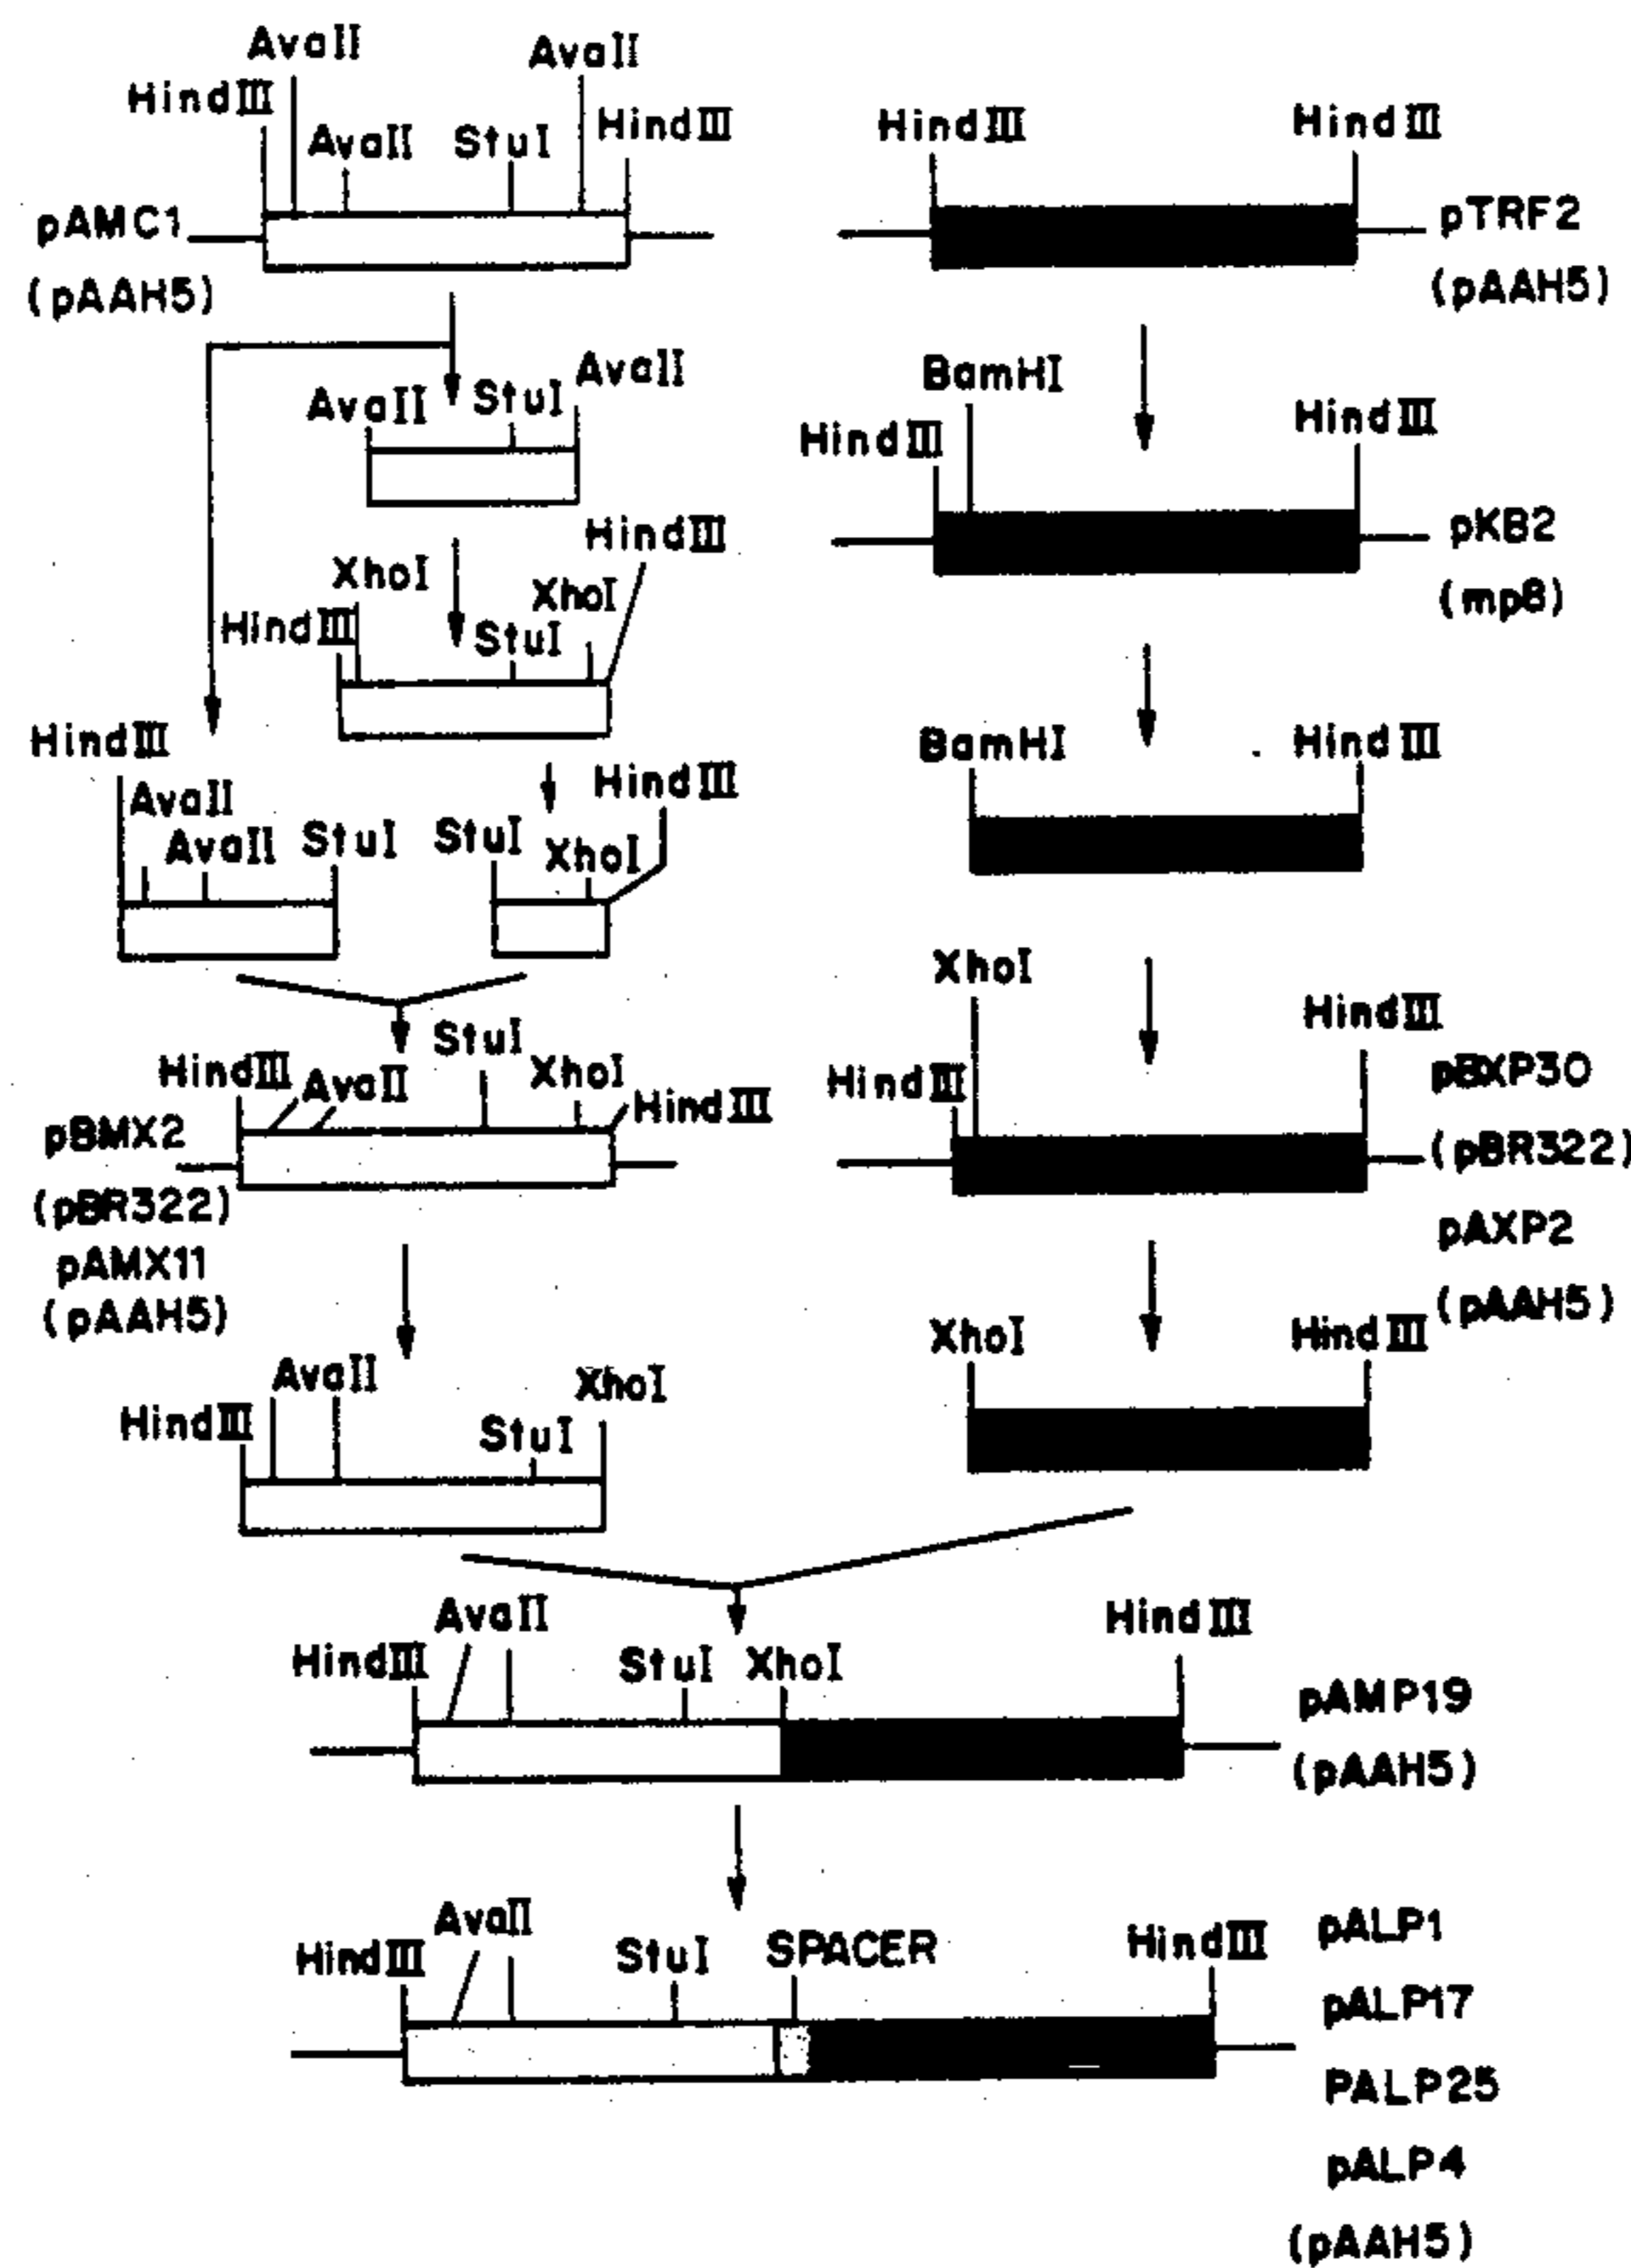 AvaII
AvaII
HindIII
HindIII
AvaII
StuI
HindIII
HindIII
pAMC1
(pAAH5)
pTRF2
(pAAH5)
AvaII
StuI
AvaII
BamHI
HindIII
HindIII
pKB2
(mp8)
HindIII
XhoI
XhoI
HindIII
StuI
HindIII
AvaII
AvaII
StuI
StuI
XhoI
HindIII
BamHI
HindIII
HindIII
AvaII
StuI
XhoI
HindIII
pBMX2
(pBR322)
pAMX11
(pAAH5)
XhoI
HindIII
HindIII
pBXP30
(pBR322)
pAXP2
(pAAH5)
HindIII
AvaII
StuI
XhoI
XhoI
HindIII
AvaII
HindIII
StuI
XhoI
HindIII
pAMP19
(pAAH5)
AvaII
HindIII
StuI
SPACER
HindIII
pALP1
pALP17
PALP25
pALP4
(pAAH5)